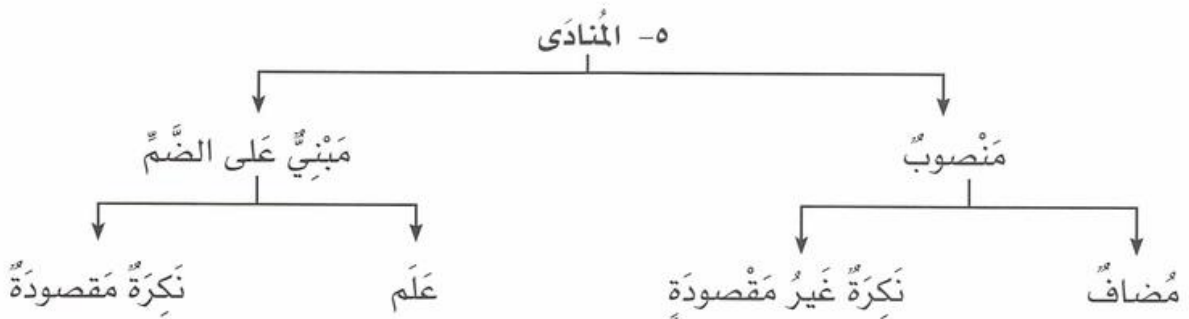 ٥- المُنادَى
مَنْصوبٌ مَبْنِيٌّ عَلى الضَّمِّ
مُضافٌ نَكِرَةٌ غَيرُ مَقْصودَةٍ عَلَم نَكِرَةٌ مَقصودَةٌ